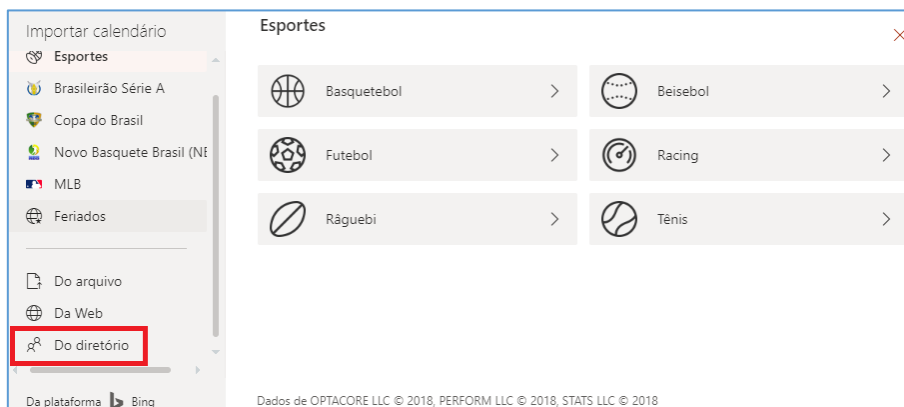 Importar calendário
Esportes
Brasileirão Série A
Copa do Brasil
Novo Basquete Brasil (NE
MLB
Feriados
Do arquivo
Da Web
Do diretório
Da plataforma Bing
Esportes
Basquetebol
Beisebol
Futebol
Racing
Râguebi
Tênis
Dados de OPTACORE LLC © 2018, PERFORM LLC © 2018, STATS LLC © 2018